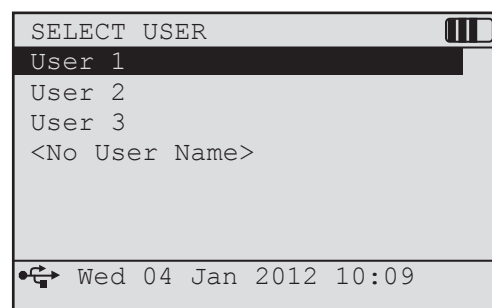 SELECT USER
User 1
User 2
User 3
<No User Name>
Wed 04 Jan 2012 10:09